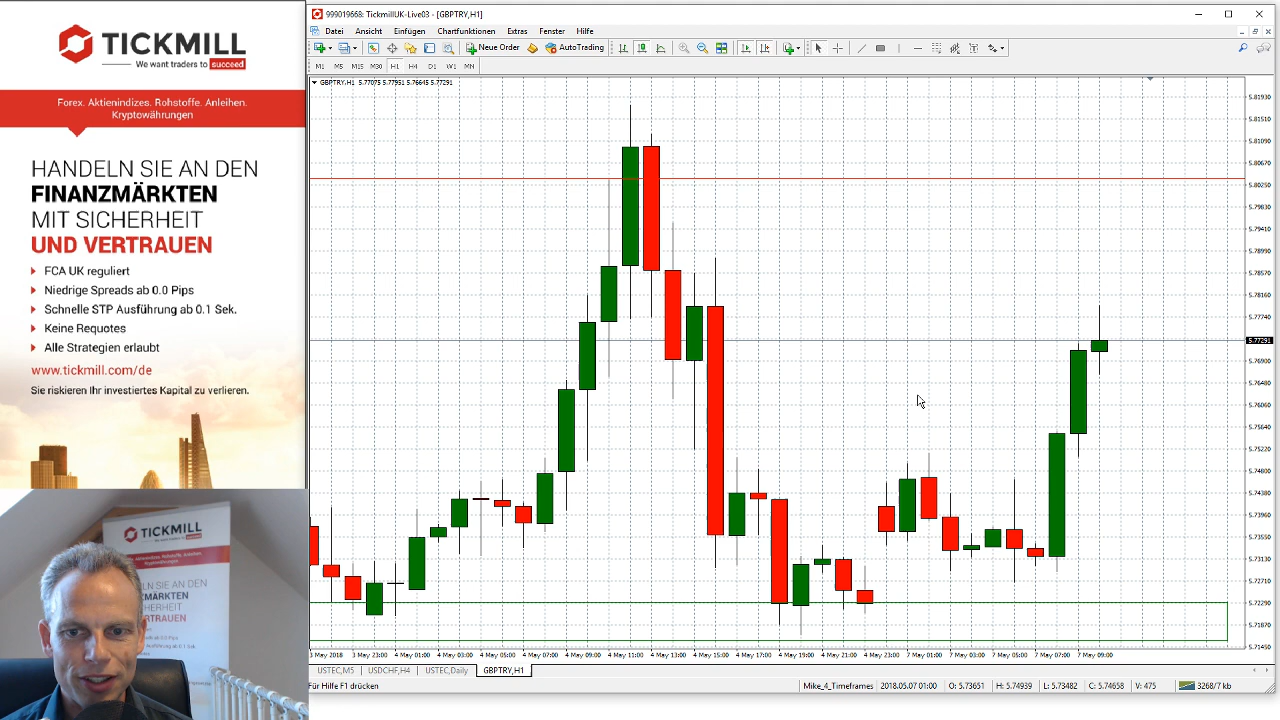 TICKMILL
We want traders to succeed
Forex. Aktienindizes. Rohstoffe. Anleihen.
Kryptowährungen
HANDELN SIE AN DEN
FINANZMÄRKTEN
MIT SICHERHEIT
UND VERTRAUEN
FCA UK reguliert
Niedrige Spreads ab 0.0 Pips
Schnelle STP Ausführung ab 0.1 Sek.
Keine Requotes
Alle Strategien erlaubt
www.tickmill.com/de
Sie riskieren Ihr investiertes Kapital zu verlieren.
TICKMILL
999019668: TickmillUK-Live03 - [GBPTRY,H1]
Datei Ansicht Einfügen Chartfunktionen Extras Fenster Hilfe
New Order AutoTrading
M1 M5 M15 M30 H1 H4 D1 W1 MN
GBPTRY,H1 5.77075 5.77951 5.76645 5.77291
5.81930
5.81510
5.81090
5.80670
5.80250
5.79830
5.79410
5.78990
5.78570
5.78160
5.77740
5.77291
5.76900
5.76480
5.76060
5.75640
5.75220
5.74800
5.74380
5.73960
5.73550
5.73130
5.72710
5.72290
5.71870
5.71450
3 May 2018 3 May 23:00 4 May 01:00 4 May 03:00 4 May 05:00 4 May 07:00 4 May 09:00 4 May 11:00 4 May 13:00 4 May 15:00 4 May 17:00 4 May 19:00 4 May 21:00 4 May 23:00 7 May 01:00 7 May 03:00 7 May 05:00 7 May 07:00 7 May 09:00
USTEC,M5 USDCHF,H4 USTEC,Daily GBPTRY,H1
Für Hilfe F1 drücken Mike_4_Timeframes 2018.05.07 01:00 O: 5.73651 H: 5.74939 L: 5.73482 C: 5.74658 V: 475 3268/7 kb